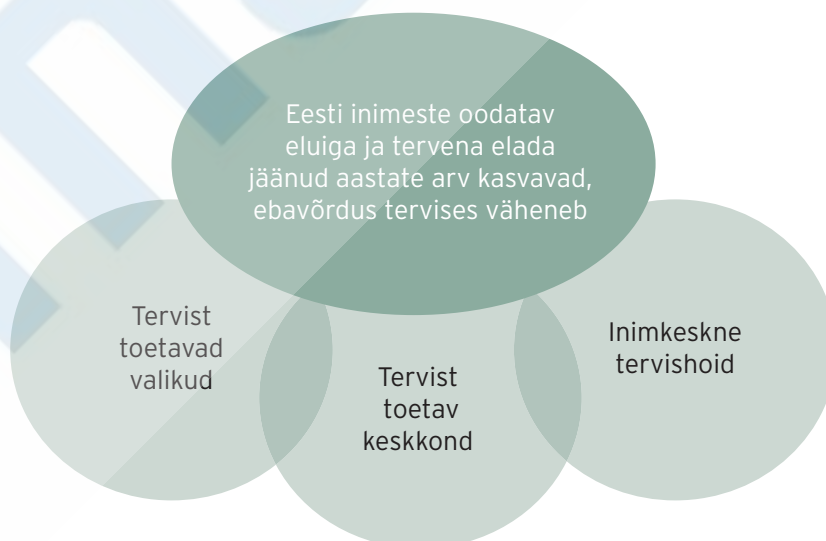 Eesti inimeste oodatav
eluiga ja tervena elada
jäänud aastate arv kasvavad,
ebavõrdus tervises väheneb
Tervist
toetavad
valikud
Tervist
toetav
keskkond
Inimkeskne
tervishoid